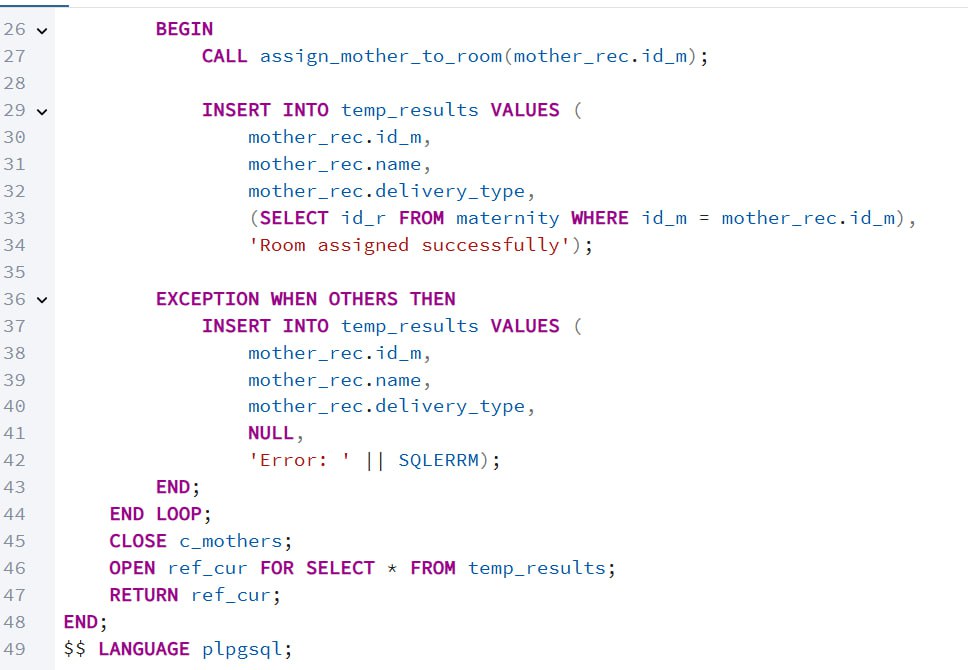 26 BEGIN
27 CALL assign_mother_to_room(mother_rec.id_m);
28
29 INSERT INTO temp_results VALUES (
30 mother_rec.id_m,
31 mother_rec.name,
32 mother_rec.delivery_type,
33 (SELECT id_r FROM maternity WHERE id_m = mother_rec.id_m),
34 'Room assigned successfully');
35
36 EXCEPTION WHEN OTHERS THEN
37 INSERT INTO temp_results VALUES (
38 mother_rec.id_m,
39 mother_rec.name,
40 mother_rec.delivery_type,
41 NULL,
42 'Error: ' || SQLERRM);
43 END;
44 END LOOP;
45 CLOSE c_mothers;
46 OPEN ref_cur FOR SELECT * FROM temp_results;
47 RETURN ref_cur;
48 END;
49 $$ LANGUAGE plpgsql;